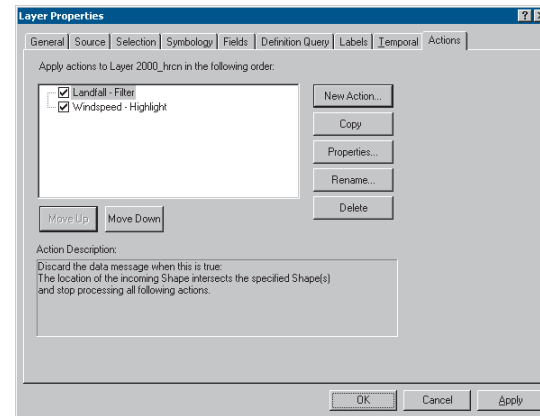 Layer Properties
General Source Selection Symbology Fields Definition Query Labels Temporal Actions
Apply actions to Layer 2000_hrcn in the following order:
Landfall - Filter
Windspeed - Highlight
New Action...
Copy
Properties...
Rename...
Delete
Move Up Move Down
Action Description:
Discard the data message when this is true:
The location of the incoming Shape intersects the specified Shape(s)
and stop processing all following actions.
OK Cancel Apply